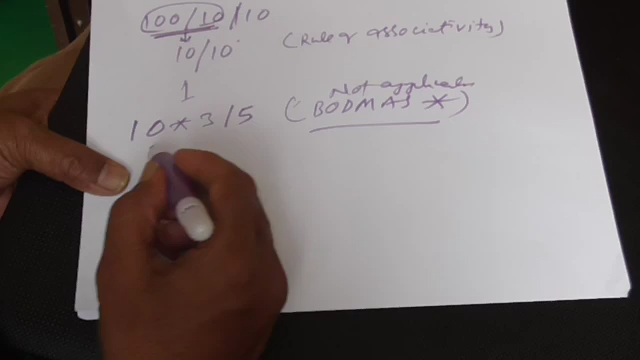 100/10/10
10/10 (Rule of associativity)
1
Not applicable
10*3/5 (BODMAS *)